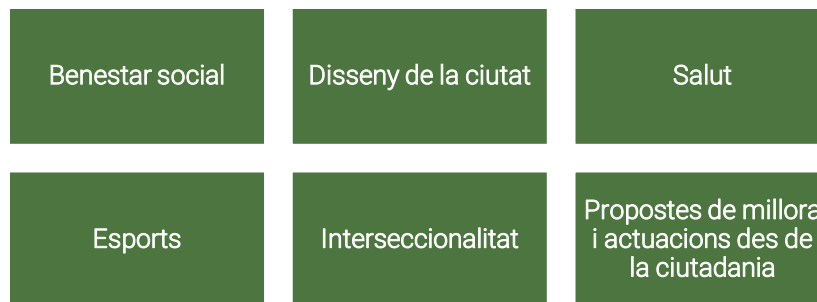 Benestar social
Disseny de la ciutat
Salut
Esports
Interseccionalitat
Propostes de millora
i actuacions des de
la ciutadania